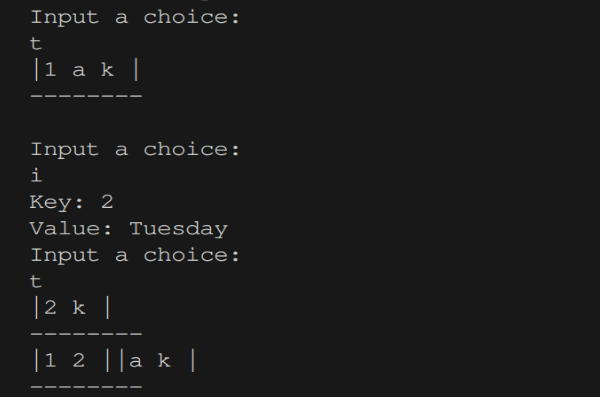 Input a choice:
t
|1 a k |
--------
Input a choice:
i
Key: 2
Value: Tuesday
Input a choice:
t
|2 k |
--------
|1 2 ||a k |
--------